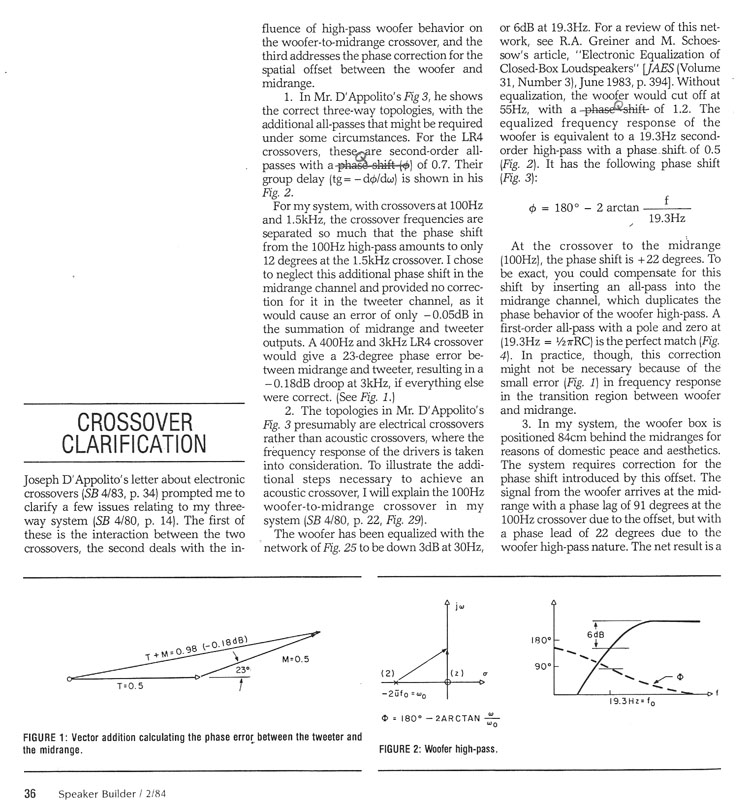 CROSSOVER
CLARIFICATION
Joseph D'Appolito's letter about electronic
crossovers (SB 4/83, p. 34) prompted me to
clarify a few issues relating to my three-
way system (SB 4/80, p. 14). The first of
these is the interaction between the two
crossovers, the second deals with the in-
fluence of high-pass woofer behavior on
the woofer-to-midrange crossover, and the
third addresses the phase correction for the
spatial offset between the woofer and
midrange.
1. In Mr. D'Appolito's Fig 3, he shows
the correct three-way topologies, with the
additional all-passes that might be required
under some circumstances. For the LR4
crossovers, these are second-order all-
passes with a phase shift (ϕ) of 0.7. Their
Q
group delay (tg = −dϕ/dω) is shown in his
Fig. 2.
For my system, with crossovers at 100Hz
and 1.5kHz, the crossover frequencies are
separated so much that the phase shift
from the 100Hz high-pass amounts to only
12 degrees at the 1.5kHz crossover. I chose
to neglect this additional phase shift in the
midrange channel and provided no correc-
tion for it in the tweeter channel, as it
would cause an error of only −0.05dB in
the summation of midrange and tweeter
outputs. A 400Hz and 3kHz LR4 crossover
would give a 23-degree phase error be-
tween midrange and tweeter, resulting in a
−0.18dB droop at 3kHz, if everything else
were correct. (See Fig. 1.)
2. The topologies in Mr. D'Appolito's
Fig. 3 presumably are electrical crossovers
rather than acoustic crossovers, where the
frequency response of the drivers is taken
into consideration. To illustrate the addi-
tional steps necessary to achieve an
acoustic crossover, I will explain the 100Hz
woofer-to-midrange crossover in my
system (SB 4/80, p. 22, Fig. 29).
The woofer has been equalized with the
network of Fig. 25 to be down 3dB at 30Hz,
or 6dB at 19.3Hz. For a review of this net-
work, see R.A. Greiner and M. Schoes-
sow's article, "Electronic Equalization of
Closed-Box Loudspeakers" [JAES (Volume
31, Number 3), June 1983, p. 394]. Without
equalization, the woofer would cut off at
55Hz, with a phase shift of 1.2. The
Q
equalized frequency response of the
woofer is equivalent to a 19.3Hz second-
order high-pass with a phase shift of 0.5
(Fig. 2). It has the following phase shift
(Fig. 3):
ϕ = 180° − 2 arctan f / 19.3Hz
At the crossover to the midrange
(100Hz), the phase shift is +22 degrees. To
be exact, you could compensate for this
shift by inserting an all-pass into the
midrange channel, which duplicates the
phase behavior of the woofer high-pass. A
first-order all-pass with a pole and zero at
(19.3Hz = ½πRC) is the perfect match (Fig.
4). In practice, though, this correction
might not be necessary because of the
small error (Fig. 1) in frequency response
in the transition region between woofer
and midrange.
3. In my system, the woofer box is
positioned 84cm behind the midranges for
reasons of domestic peace and aesthetics.
The system requires correction for the
phase shift introduced by this offset. The
signal from the woofer arrives at the mid-
range with a phase lag of 91 degrees at the
100Hz crossover due to the offset, but with
a phase lead of 22 degrees due to the
woofer high-pass nature. The net result is a
T+M=0.98 (−0.18dB)
M=0.5
23°
T=0.5
FIGURE 1: Vector addition calculating the phase error between the tweeter and
the midrange.
jω
(2)
(z)
σ
−2πf₀=ω₀
Φ = 180° − 2ARCTAN ω/ω₀
180°
90°
6dB
Φ
f
19.3Hz=f₀
FIGURE 2: Woofer high-pass.
36 Speaker Builder / 2/84